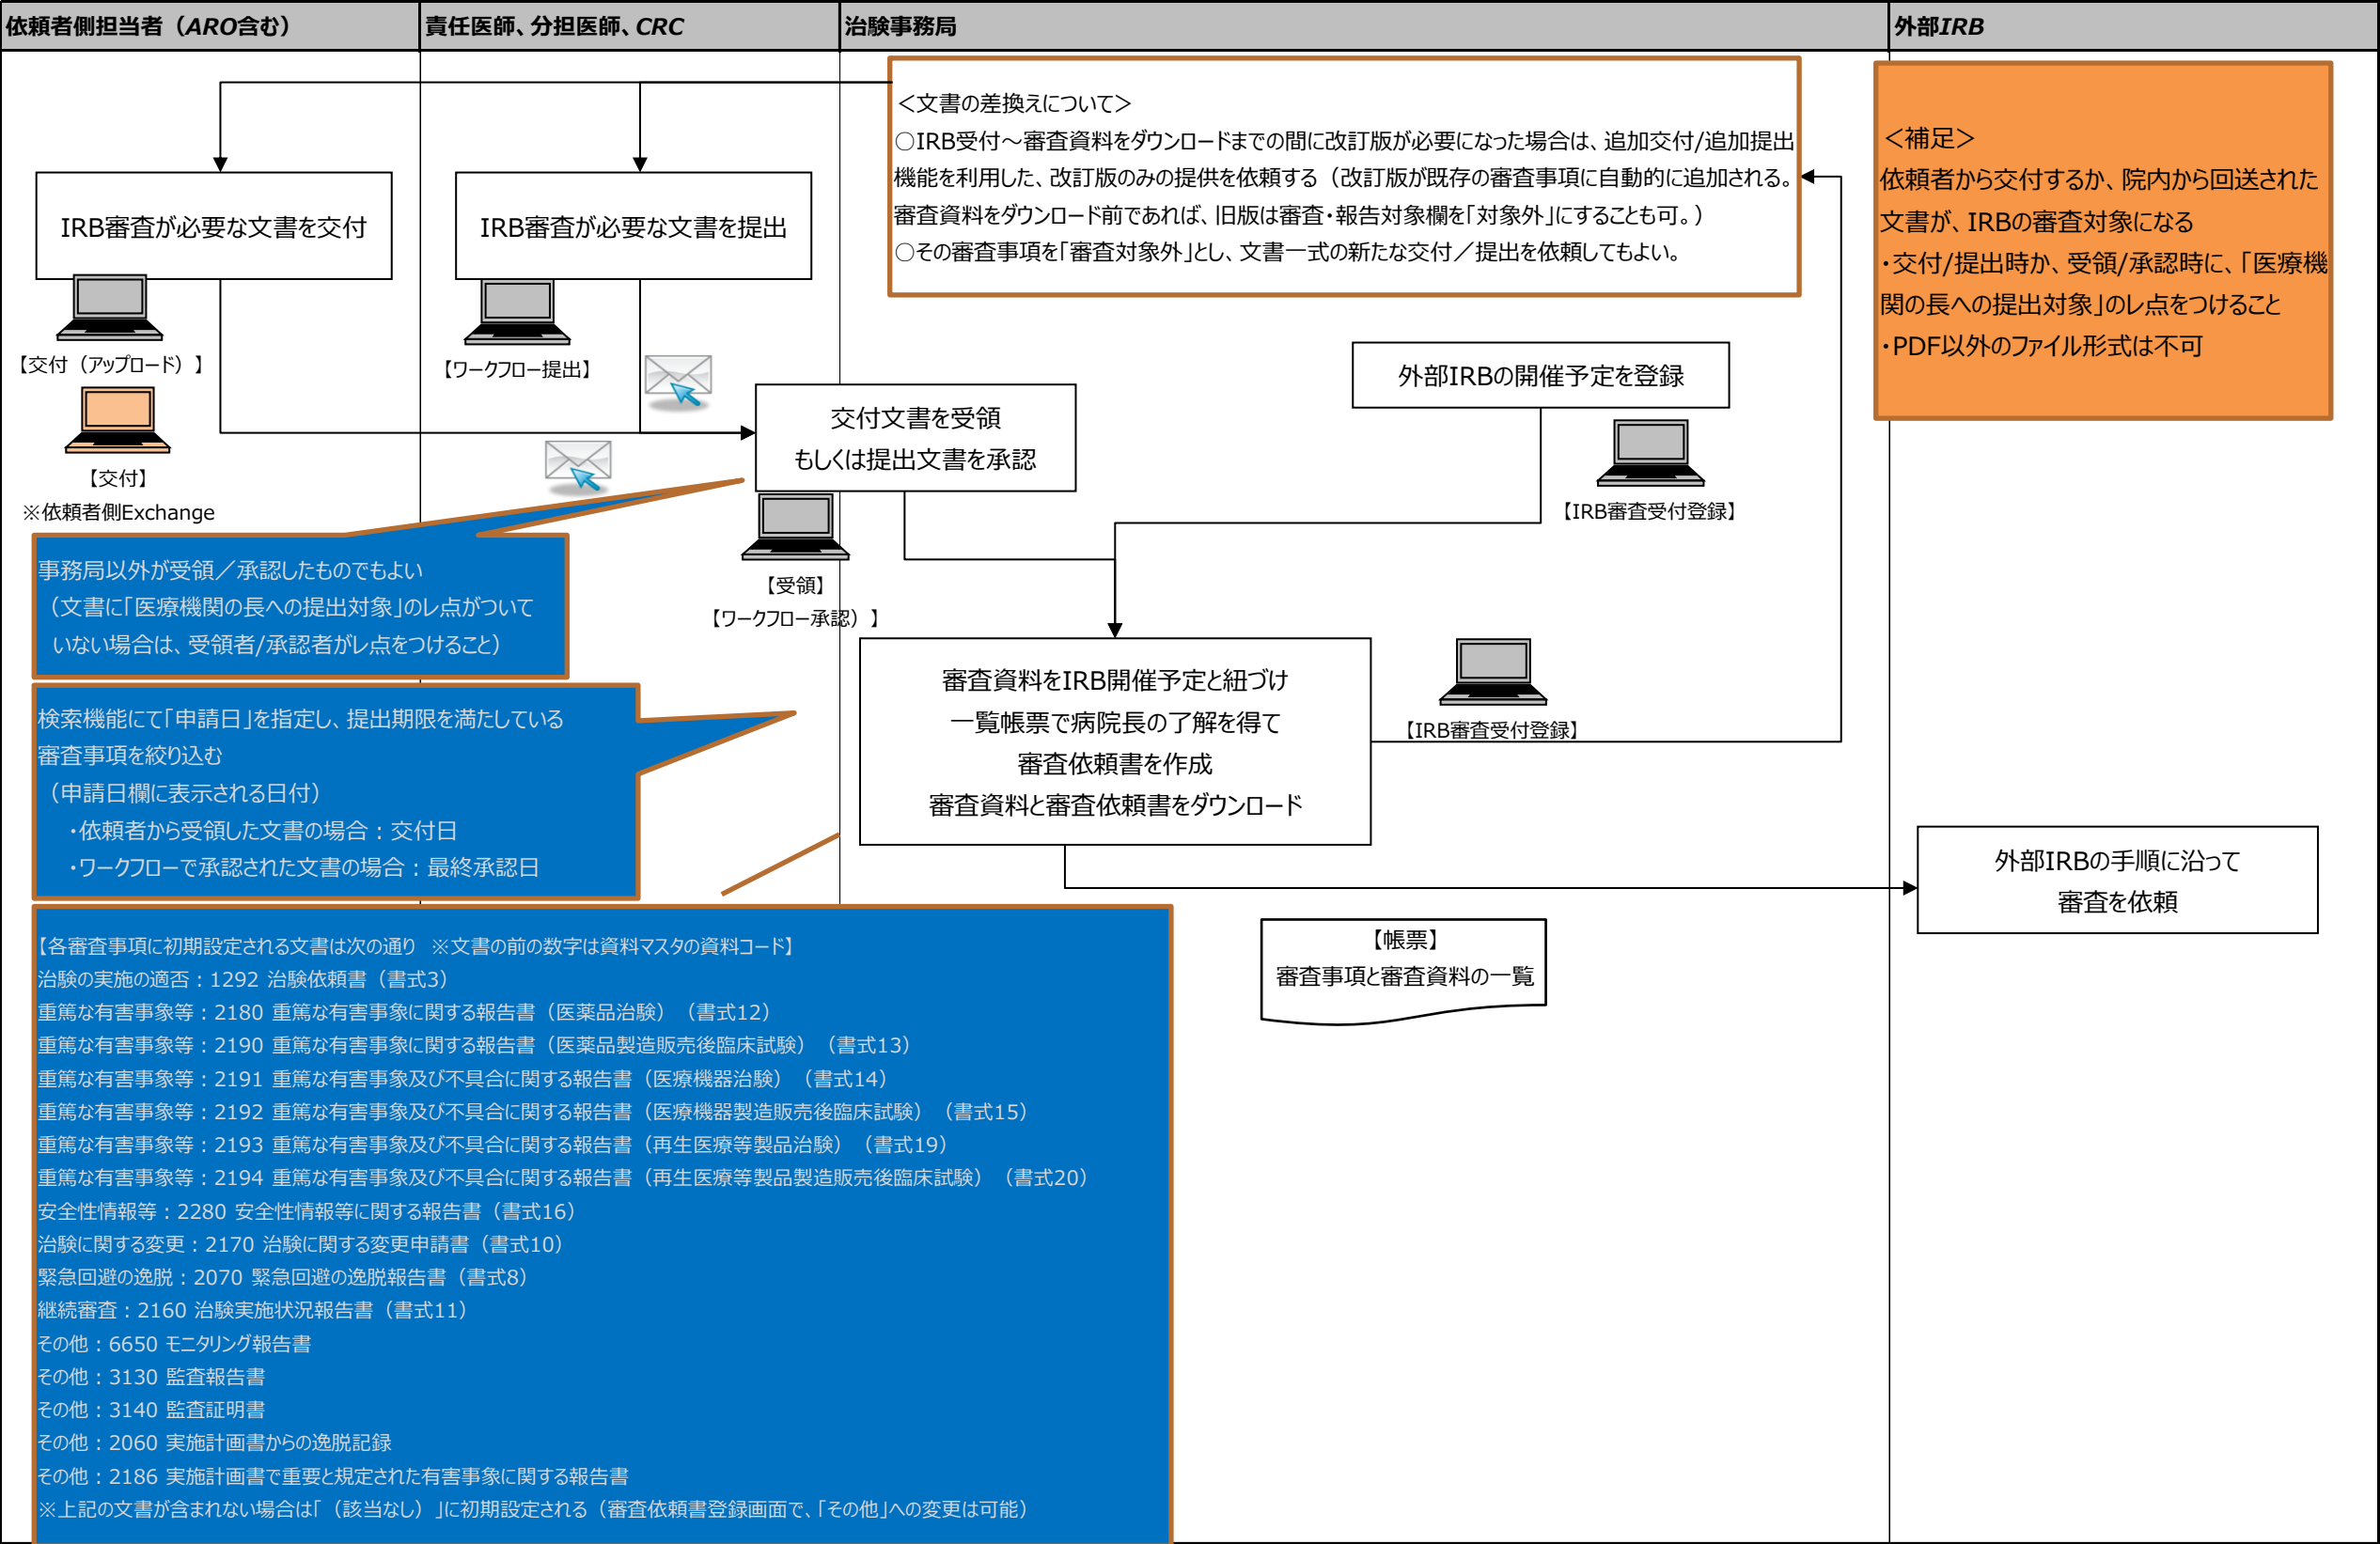 依頼者側担当者（ARO含む）
責任医師、分担医師、CRC
治験事務局
外部IRB
＜文書の差換えについて＞
○IRB受付～審査資料をダウンロードまでの間に改訂版が必要になった場合は、追加交付/追加提出
機能を利用した、改訂版のみの提供を依頼する（改訂版が既存の審査事項に自動的に追加される。
審査資料をダウンロード前であれば、旧版は審査・報告対象欄を「対象外」にすることも可。）
○その審査事項を「審査対象外」とし、文書一式の新たな交付／提出を依頼してもよい。
＜補足＞
依頼者から交付するか、院内から回送された
文書が、IRBの審査対象になる
・交付/提出時か、受領/承認時に、「医療機
関の長への提出対象」のレ点をつけること
・PDF以外のファイル形式は不可
IRB審査が必要な文書を交付
IRB審査が必要な文書を提出
【交付（アップロード）】
【交付】
※依頼者側Exchange
【ワークフロー提出】
交付文書を受領
もしくは提出文書を承認
【受領】
【ワークフロー承認）】
外部IRBの開催予定を登録
【IRB審査受付登録】
事務局以外が受領／承認したものでもよい
（文書に「医療機関の長への提出対象」のレ点がついて
いない場合は、受領者/承認者がレ点をつけること）
審査資料をIRB開催予定と紐づけ
一覧帳票で病院長の了解を得て
審査依頼書を作成
審査資料と審査依頼書をダウンロード
【IRB審査受付登録】
検索機能にて「申請日」を指定し、提出期限を満たしている
審査事項を絞り込む
（申請日欄に表示される日付）
・依頼者から受領した文書の場合：交付日
・ワークフローで承認された文書の場合：最終承認日
外部IRBの手順に沿って
審査を依頼
【帳票】
審査事項と審査資料の一覧
【各審査事項に初期設定される文書は次の通り　※文書の前の数字は資料マスタの資料コード】
治験の実施の適否：1292 治験依頼書（書式3）
重篤な有害事象等：2180 重篤な有害事象に関する報告書（医薬品治験）（書式12）
重篤な有害事象等：2190 重篤な有害事象に関する報告書（医薬品製造販売後臨床試験）（書式13）
重篤な有害事象等：2191 重篤な有害事象及び不具合に関する報告書（医療機器治験）（書式14）
重篤な有害事象等：2192 重篤な有害事象及び不具合に関する報告書（医療機器製造販売後臨床試験）（書式15）
重篤な有害事象等：2193 重篤な有害事象及び不具合に関する報告書（再生医療等製品治験）（書式19）
重篤な有害事象等：2194 重篤な有害事象及び不具合に関する報告書（再生医療等製品製造販売後臨床試験）（書式20）
安全性情報等：2280 安全性情報等に関する報告書（書式16）
治験に関する変更：2170 治験に関する変更申請書（書式10）
緊急回避の逸脱：2070 緊急回避の逸脱報告書（書式8）
継続審査：2160 治験実施状況報告書（書式11）
その他：6650 モニタリング報告書
その他：3130 監査報告書
その他：3140 監査証明書
その他：2060 実施計画書からの逸脱記録
その他：2186 実施計画書で重要と規定された有害事象に関する報告書
※上記の文書が含まれない場合は「（該当なし）」に初期設定される（審査依頼書登録画面で、「その他」への変更は可能）